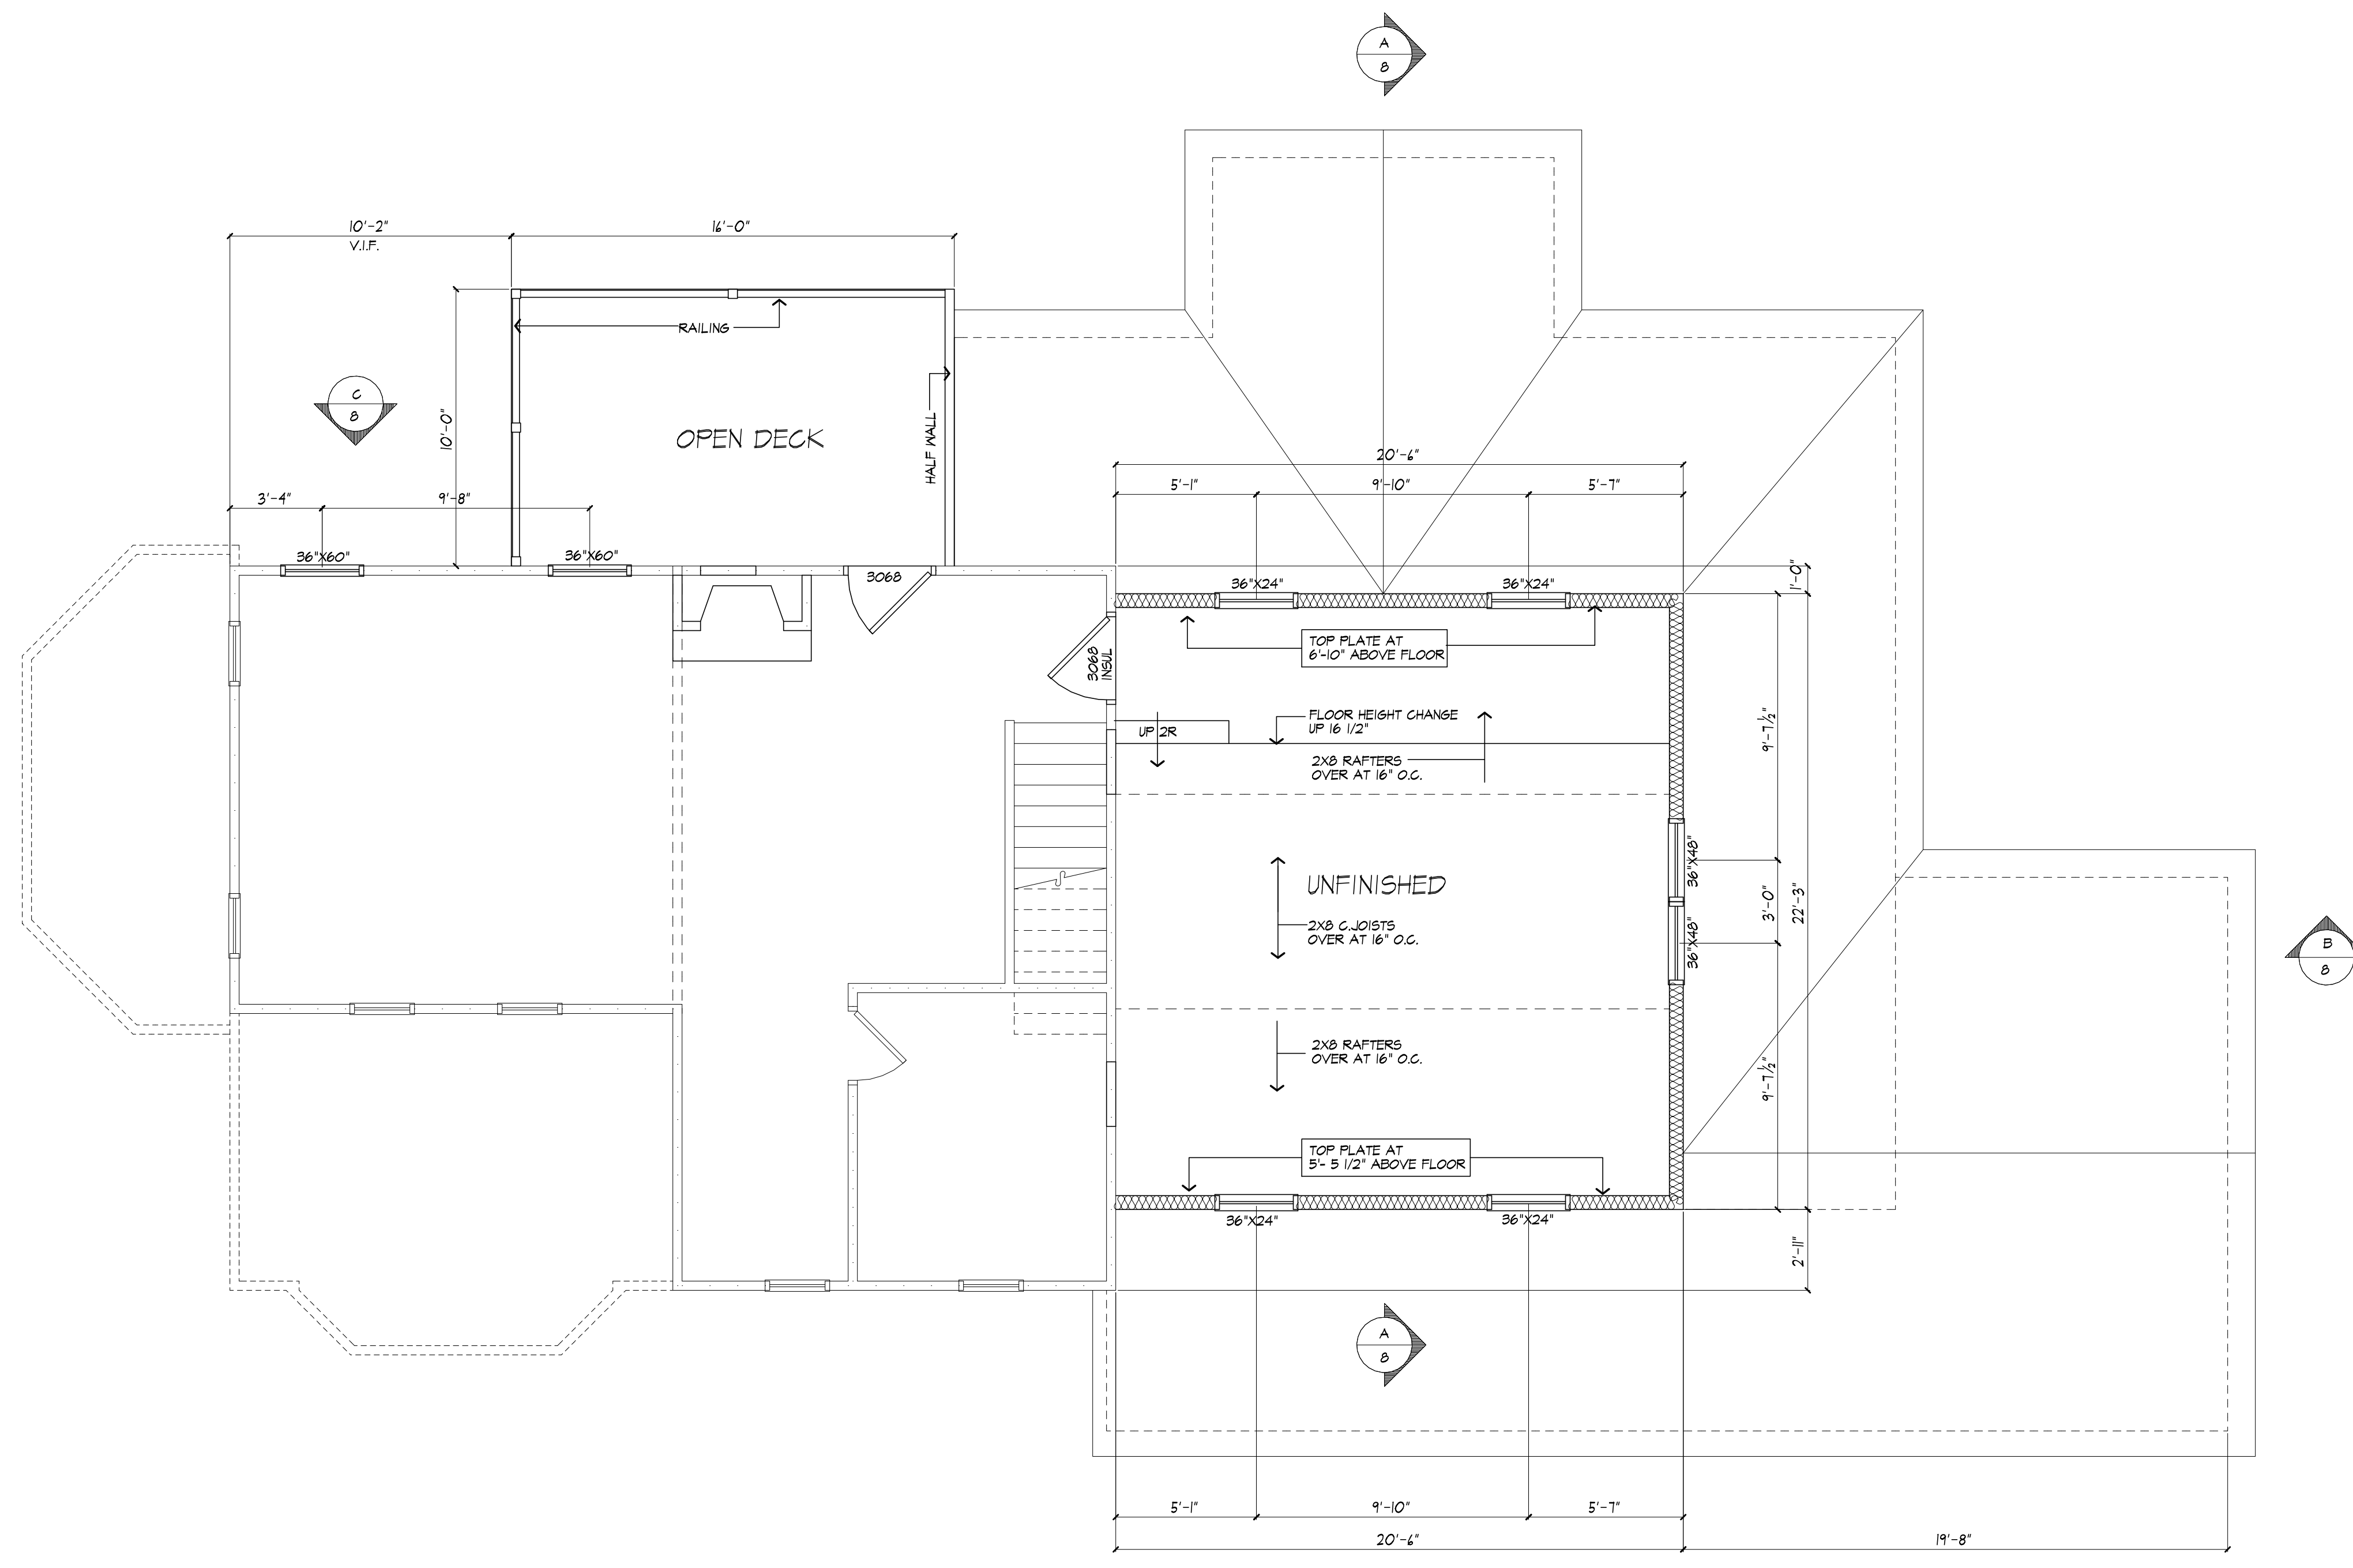 A
8
10'-2"
16'-0"
V.I.F.
RAILING
C
8
10'-0"
HALF WALL
OPEN DECK
20'-6"
3'-4"
9'-8"
5'-1"
9'-10"
5'-7"
36"X60"
36"X60"
3068
36"X24"
36"X24"
1'-0"
3068
INSUL
TOP PLATE AT
6'-10" ABOVE FLOOR
UP 2R
FLOOR HEIGHT CHANGE
UP 16 1/2"
9'-7½"
2X8 RAFTERS
OVER AT 16" O.C.
36"X48"
UNFINISHED
3'-0"
22'-3"
2X8 C.JOISTS
OVER AT 16" O.C.
36"X48"
B
8
2X8 RAFTERS
OVER AT 16" O.C.
9'-7½"
TOP PLATE AT
5'- 5 1/2" ABOVE FLOOR
36"X24"
36"X24"
2'-11"
A
8
5'-1"
9'-10"
5'-7"
20'-6"
19'-8"